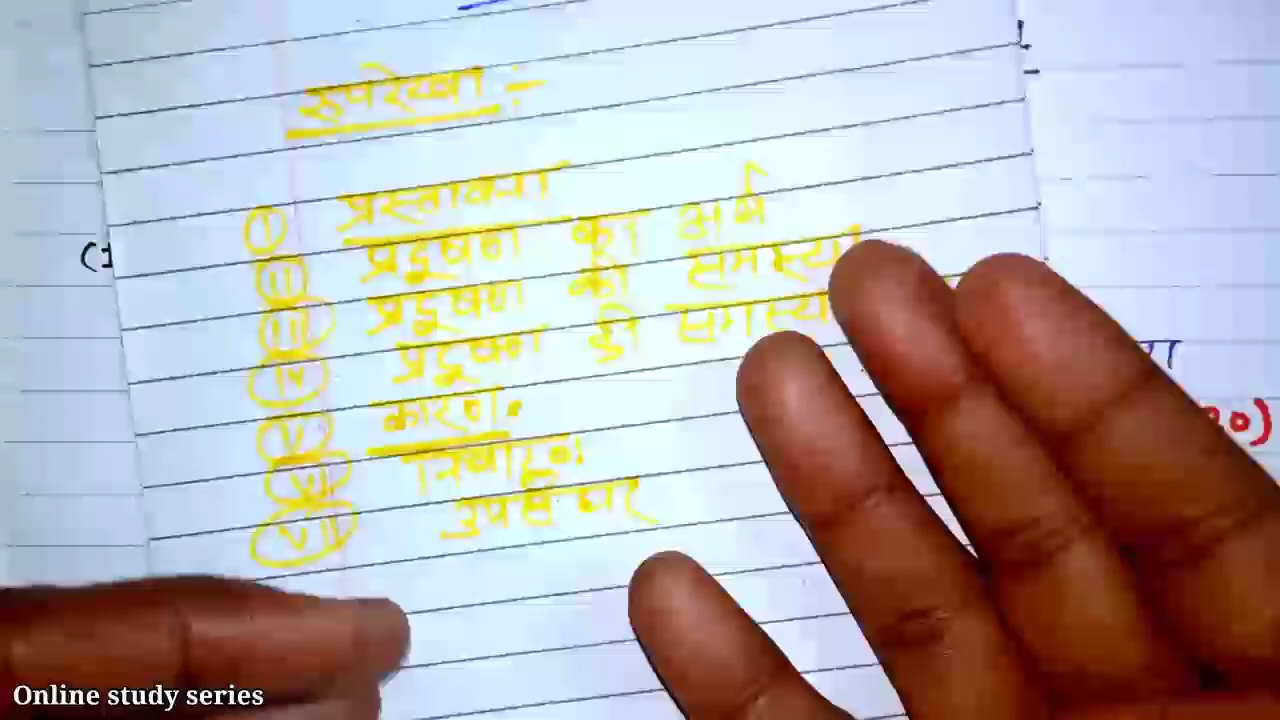 रुपरेखा :-
(i) प्रस्तावना
(ii) प्रदूषण का अर्थ
(iii) प्रदूषण की समस्या
(iv) प्रदूषण की समस्या
(v) कारण.
(vi) निवारण
(vii) उपसंघार
Online study series